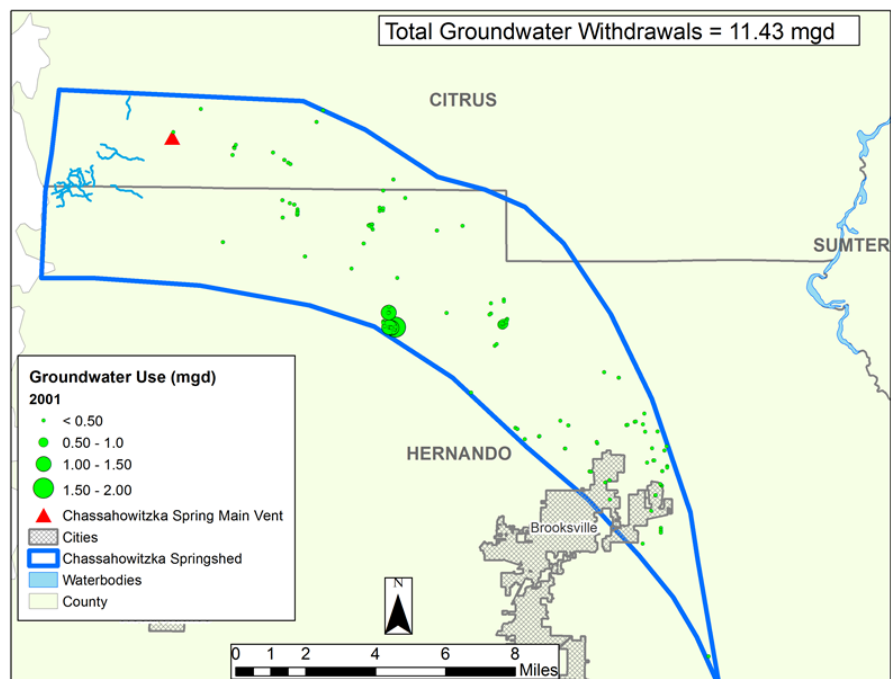 Total Groundwater Withdrawals = 11.43 mgd
CITRUS
SUMTER
HERNANDO
Brooksville
Groundwater Use (mgd)
2001
< 0.50
0.50 - 1.0
1.00 - 1.50
1.50 - 2.00
Chassahowitzka Spring Main Vent
Cities
Chassahowitzka Springshed
Waterbodies
County
N
0 1 2 4 6 8
Miles